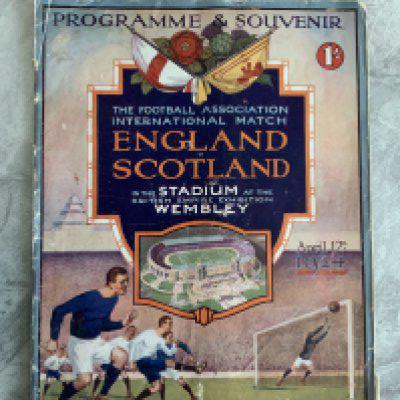 PROGRAMME & SOUVENIR
1/-
THE FOOTBALL ASSOCIATION
INTERNATIONAL MATCH
ENGLAND
V
SCOTLAND
IN THE STADIUM AT THE
BRITISH EMPIRE EXHIBITION
WEMBLEY
April 12th
1924